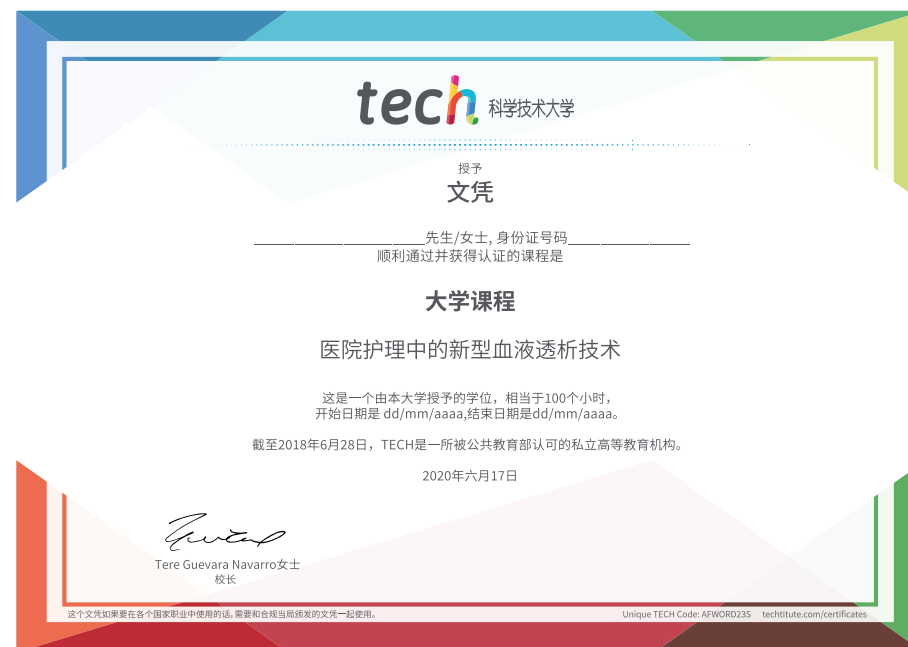 tech 科学技术大学
授予
文凭
先生/女士, 身份证号码
顺利通过并获得认证的课程是
大学课程
医院护理中的新型血液透析技术
这是一个由本大学授予的学位，相当于100个小时，
开始日期是 dd/mm/aaaa,结束日期是dd/mm/aaaa。
截至2018年6月28日，TECH是一所被公共教育部认可的私立高等教育机构。
2020年六月17日
Tere Guevara Navarro女士
校长
这个文凭如果要在各个国家职业中使用的话,需要和合规当局颁发的文凭一起使用。
Unique TECH Code: AFWORD23S techtitute.com/certificates